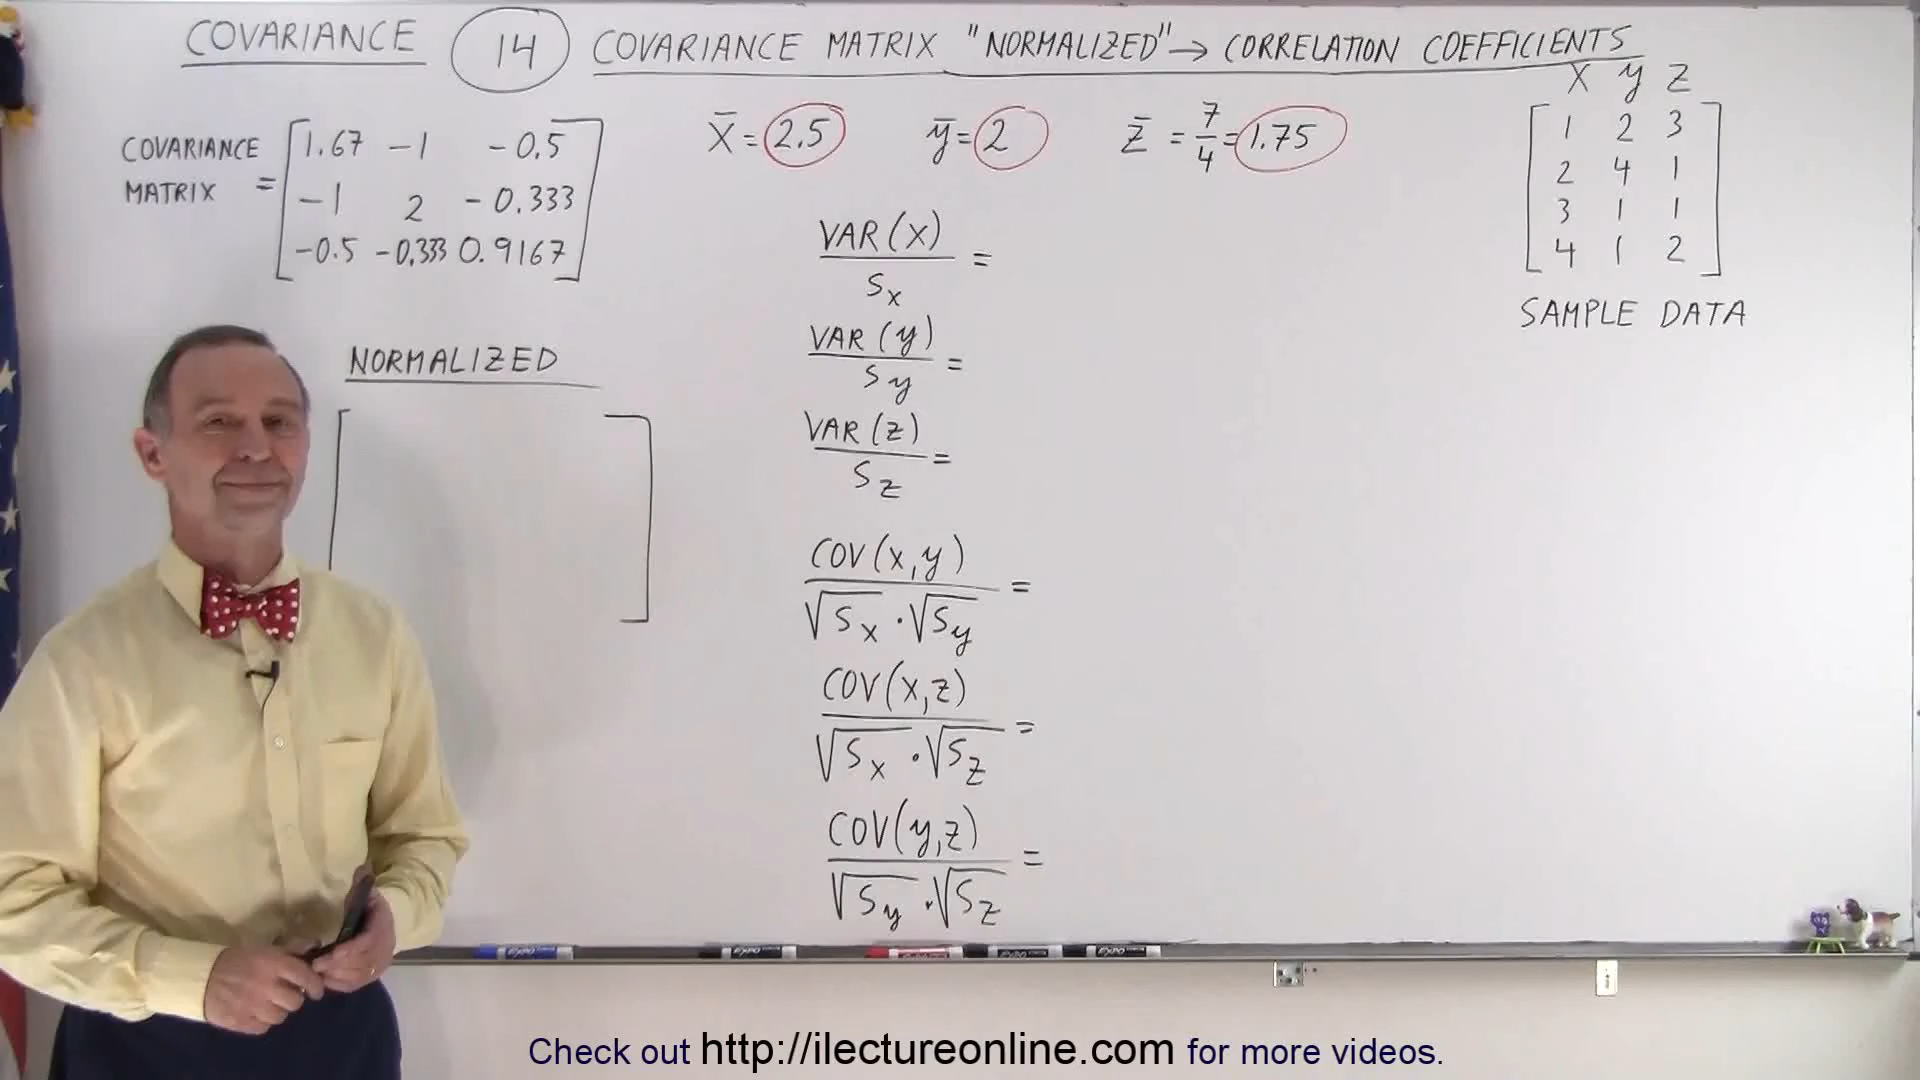 COVARIANCE 14 COVARIANCE MATRIX "NORMALIZED" → CORRELATION COEFFICIENTS
COVARIANCE MATRIX =
1.67 -1 -0.5
-1 2 -0.333
-0.5 -0.333 0.9167
X̄ = 2.5 ȳ = 2 z̄ = 7/4 = 1.75
X y z
1 2 3
2 4 1
3 1 1
4 1 2
SAMPLE DATA
NORMALIZED
VAR(X)
Sx =
VAR(y)
Sy =
VAR(z)
Sz =
COV(x,y)
√Sx · √Sy =
COV(x,z)
√Sx · √Sz =
COV(y,z)
√Sy · √Sz =
Check out http://ilectureonline.com for more videos.